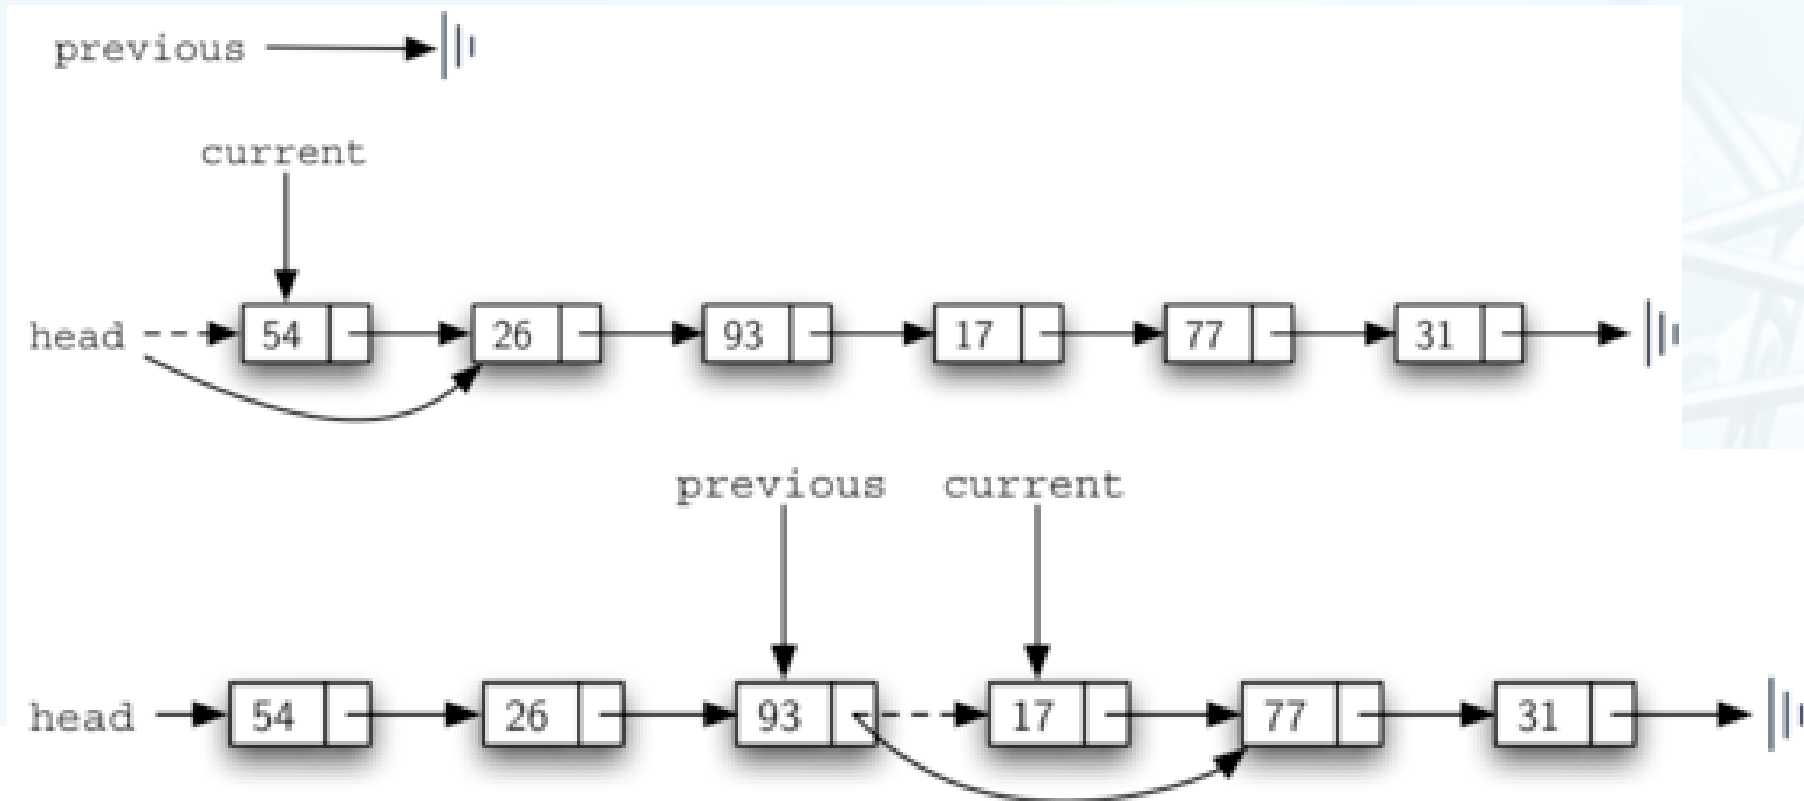 previous
current
head 54 26 93 17 77 31
previous current
head 54 26 93 17 77 31